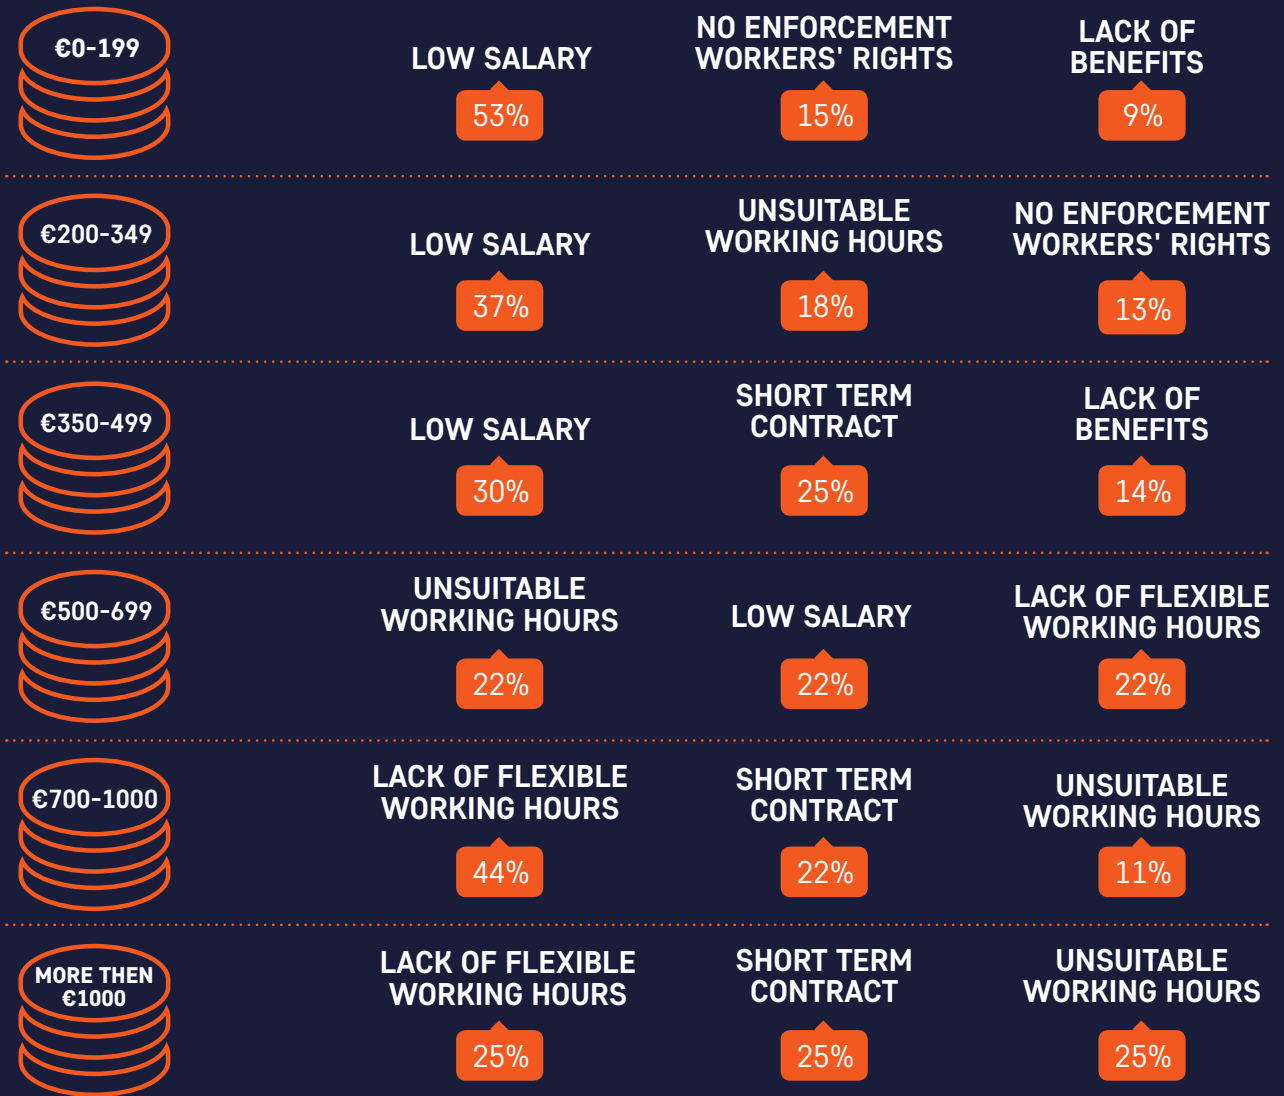 €0-199
LOW SALARY
53%
NO ENFORCEMENT
WORKERS' RIGHTS
15%
LACK OF
BENEFITS
9%
€200-349
LOW SALARY
37%
UNSUITABLE
WORKING HOURS
18%
NO ENFORCEMENT
WORKERS' RIGHTS
13%
€350-499
LOW SALARY
30%
SHORT TERM
CONTRACT
25%
LACK OF
BENEFITS
14%
€500-699
UNSUITABLE
WORKING HOURS
22%
LOW SALARY
22%
LACK OF FLEXIBLE
WORKING HOURS
22%
€700-1000
LACK OF FLEXIBLE
WORKING HOURS
44%
SHORT TERM
CONTRACT
22%
UNSUITABLE
WORKING HOURS
11%
MORE THEN
€1000
LACK OF FLEXIBLE
WORKING HOURS
25%
SHORT TERM
CONTRACT
25%
UNSUITABLE
WORKING HOURS
25%